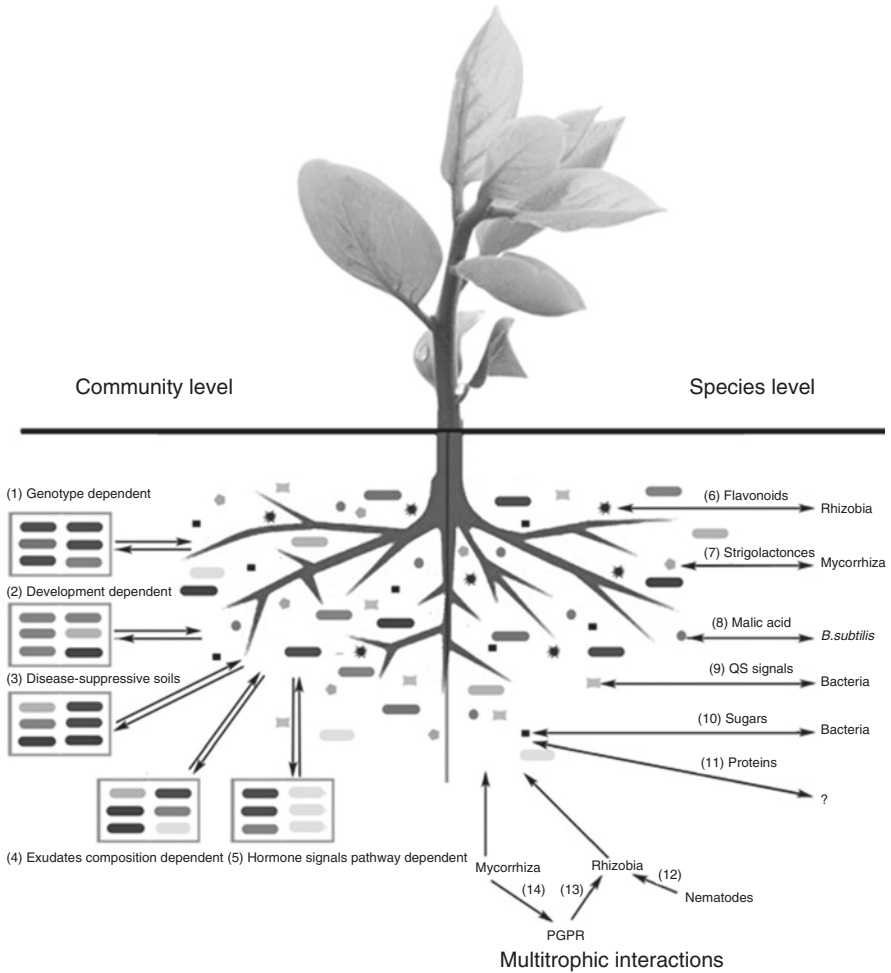 Community level
Species level
(1) Genotype dependent
(6) Flavonoids
Rhizobia
(7) Strigolactonces
Mycorrhiza
(2) Development dependent
(8) Malic acid
B.subtilis
(3) Disease-suppressive soils
(9) QS signals
Bacteria
(10) Sugars
Bacteria
(11) Proteins
?
(4) Exudates composition dependent
(5) Hormone signals pathway dependent
Mycorrhiza
Rhizobia
(12)
Nematodes
(14)
(13)
PGPR
Multitrophic interactions